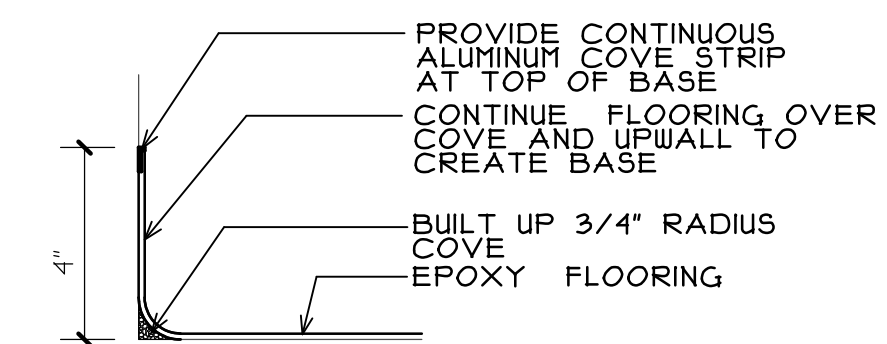 PROVIDE CONTINUOUS
ALUMINUM COVE STRIP
AT TOP OF BASE
CONTINUE FLOORING OVER
COVE AND UPWALL TO
CREATE BASE
4"
BUILT UP 3/4" RADIUS
COVE
EPOXY FLOORING